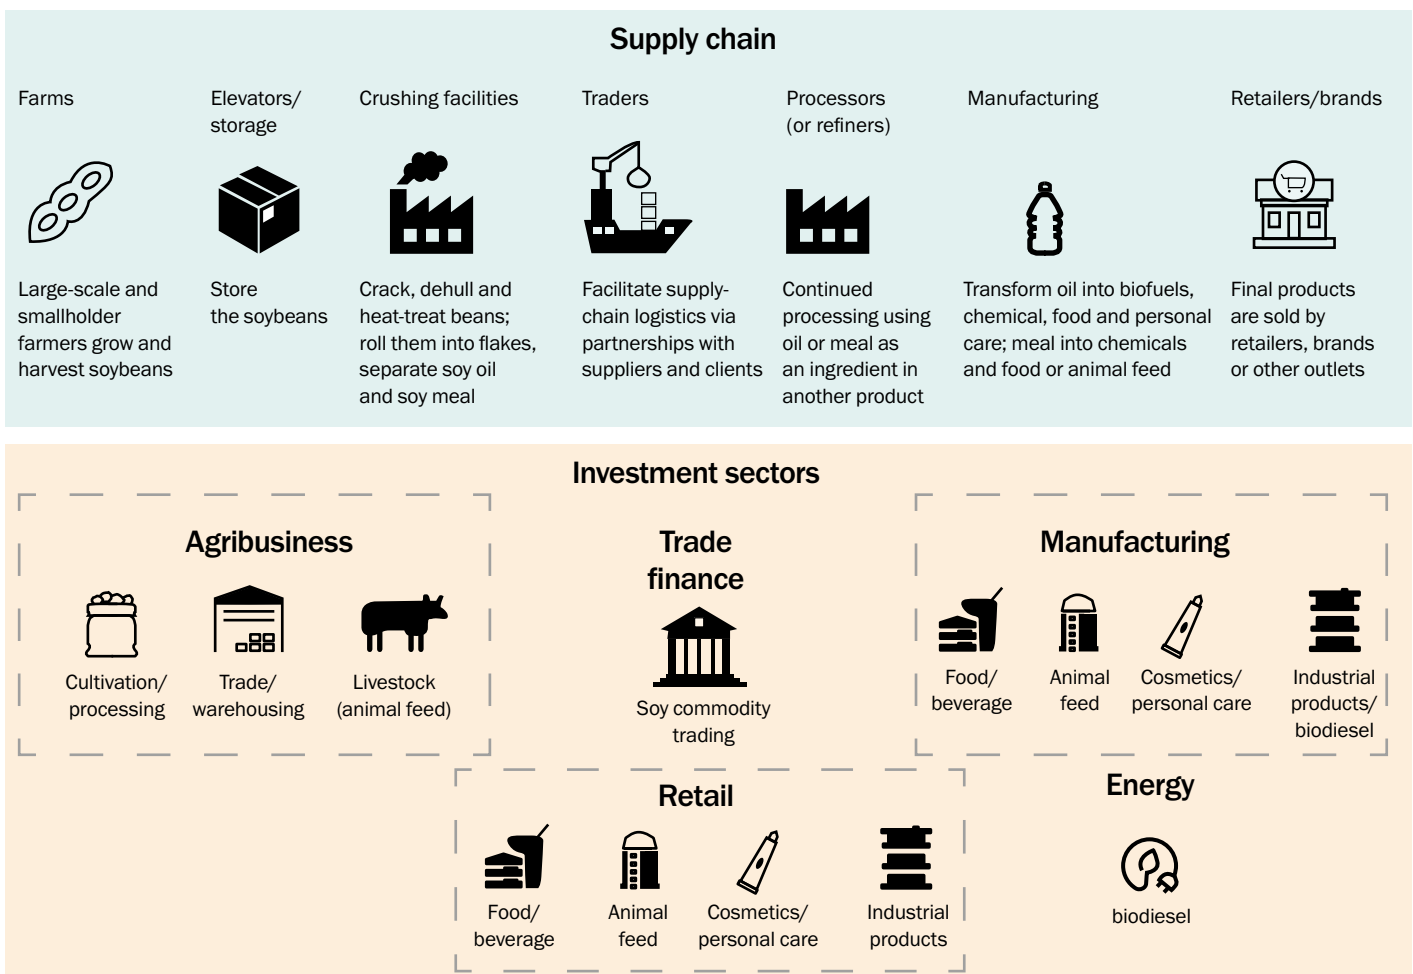 Supply chain
Farms
Elevators/
storage
Crushing facilities
Traders
Processors
(or refiners)
Manufacturing
Retailers/brands
Large-scale and
smallholder
farmers grow and
harvest soybeans
Store
the soybeans
Crack, dehull and
heat-treat beans;
roll them into flakes,
separate soy oil
and soy meal
Facilitate supply-
chain logistics via
partnerships with
suppliers and clients
Continued
processing using
oil or meal as
an ingredient in
another product
Transform oil into biofuels,
chemical, food and personal
care; meal into chemicals
and food or animal feed
Final products
are sold by
retailers, brands
or other outlets
Investment sectors
Agribusiness
Cultivation/
processing
Trade/
warehousing
Livestock
(animal feed)
Trade
finance
Soy commodity
trading
Manufacturing
Food/
beverage
Animal
feed
Cosmetics/
personal care
Industrial
products/
biodiesel
Retail
Food/
beverage
Animal
feed
Cosmetics/
personal care
Industrial
products
Energy
biodiesel